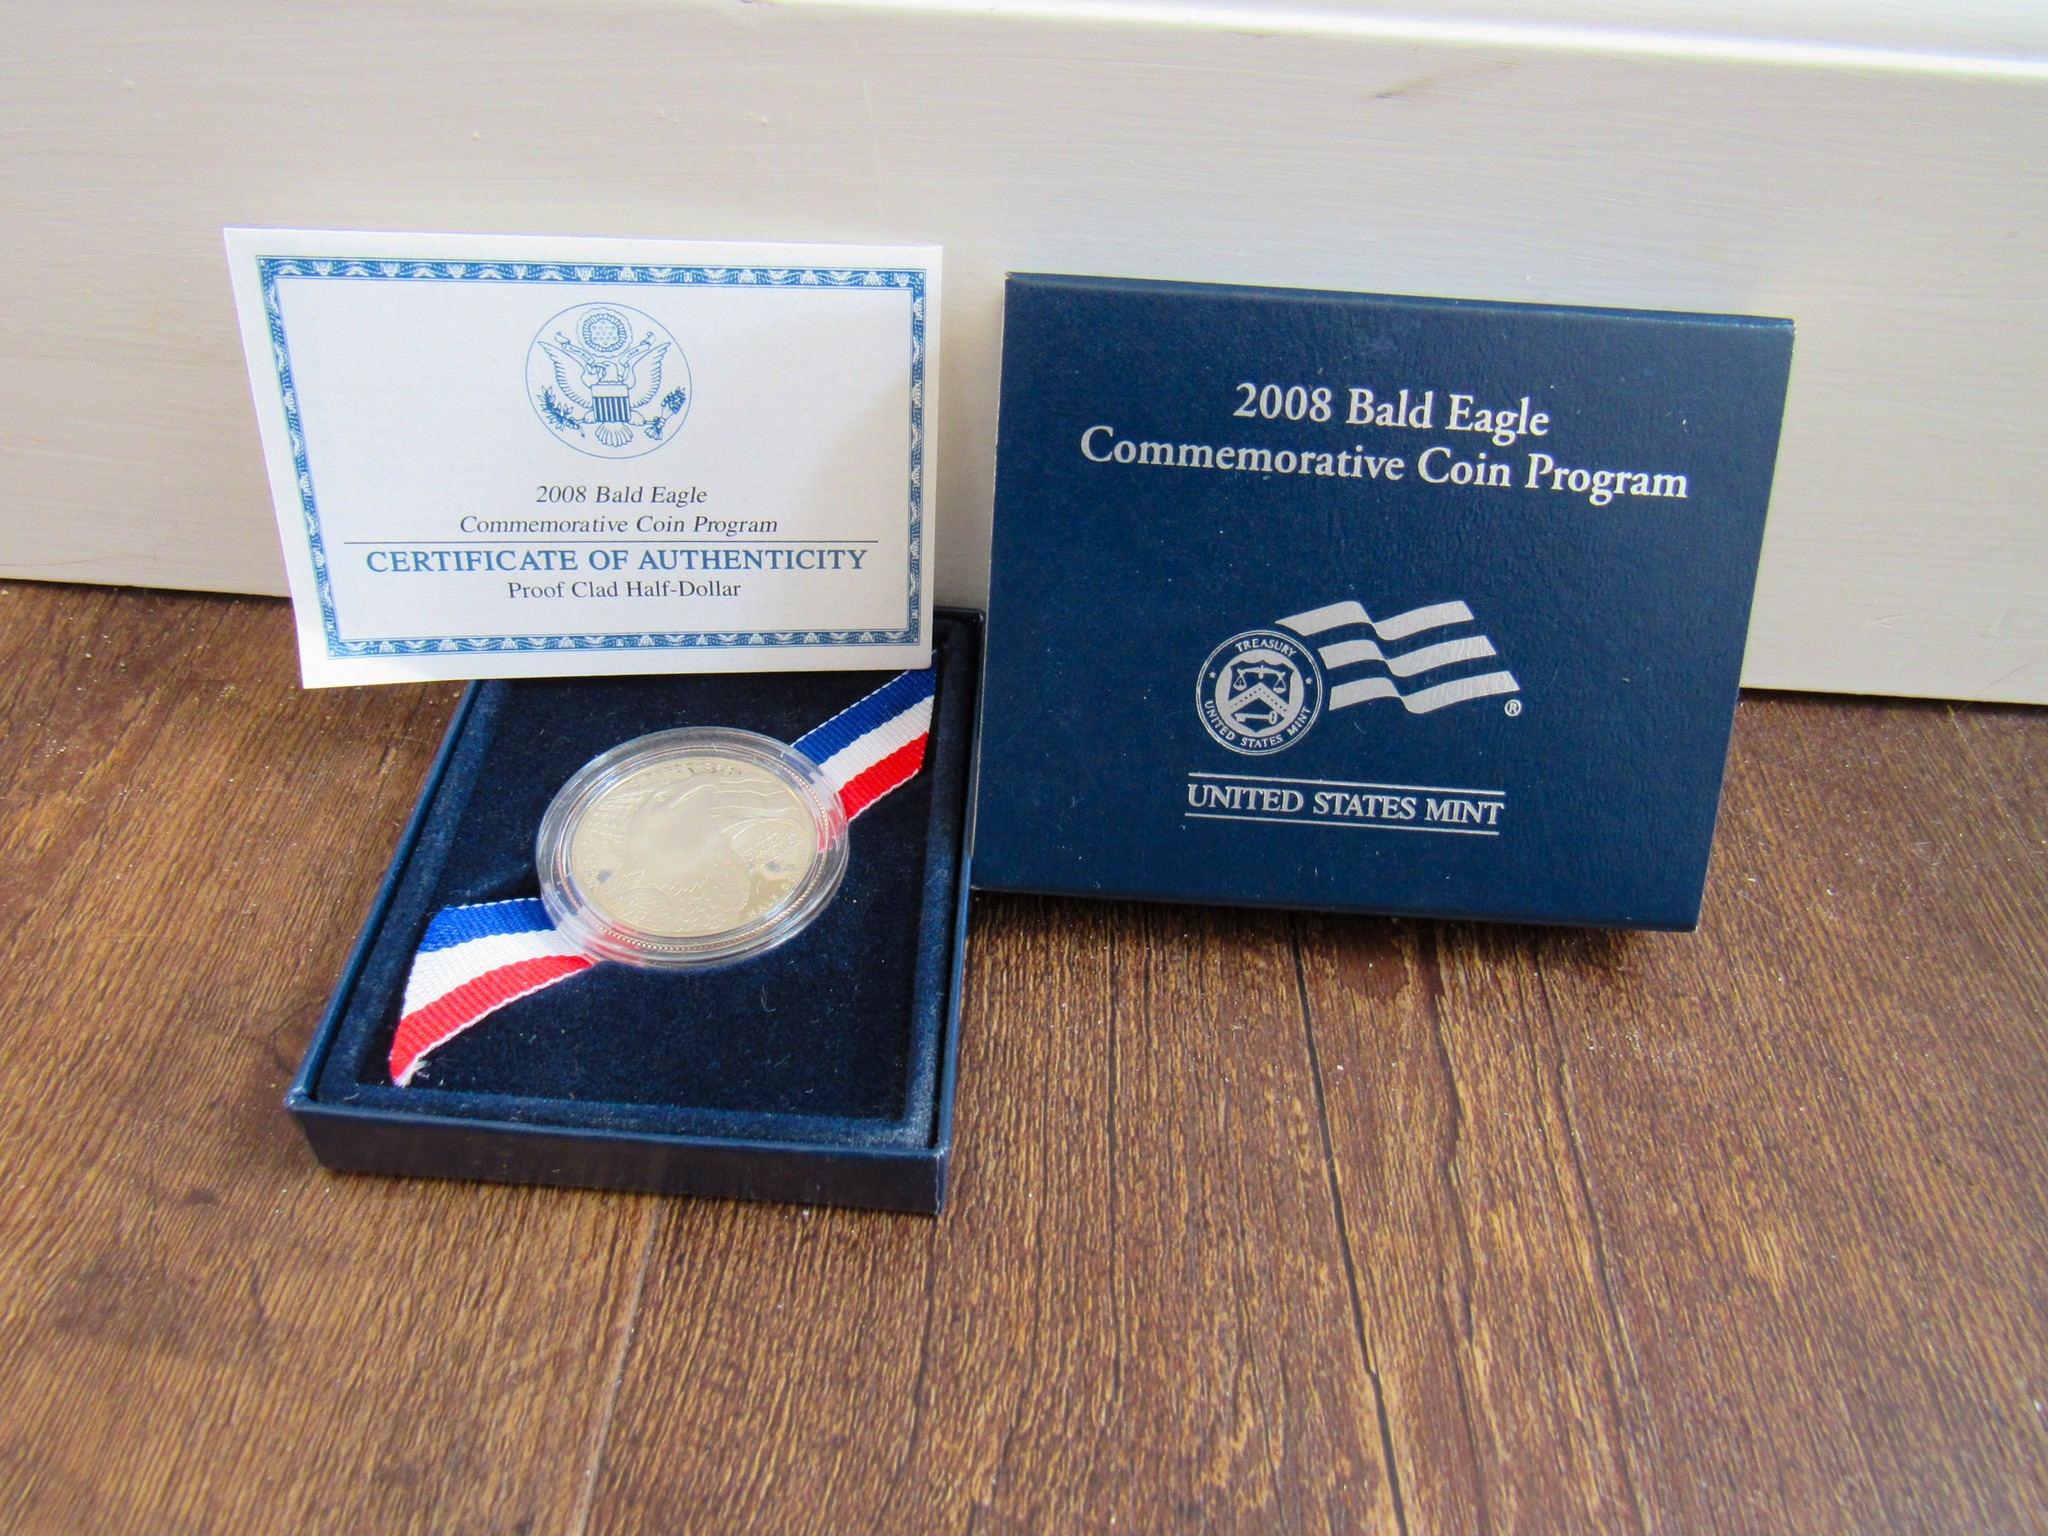 2008 Bald Eagle
Commemorative Coin Program
CERTIFICATE OF AUTHENTICITY
Proof Clad Half-Dollar
2008 Bald Eagle
Commemorative Coin Program
TREASURY
UNITED STATES MINT
®
UNITED STATES MINT